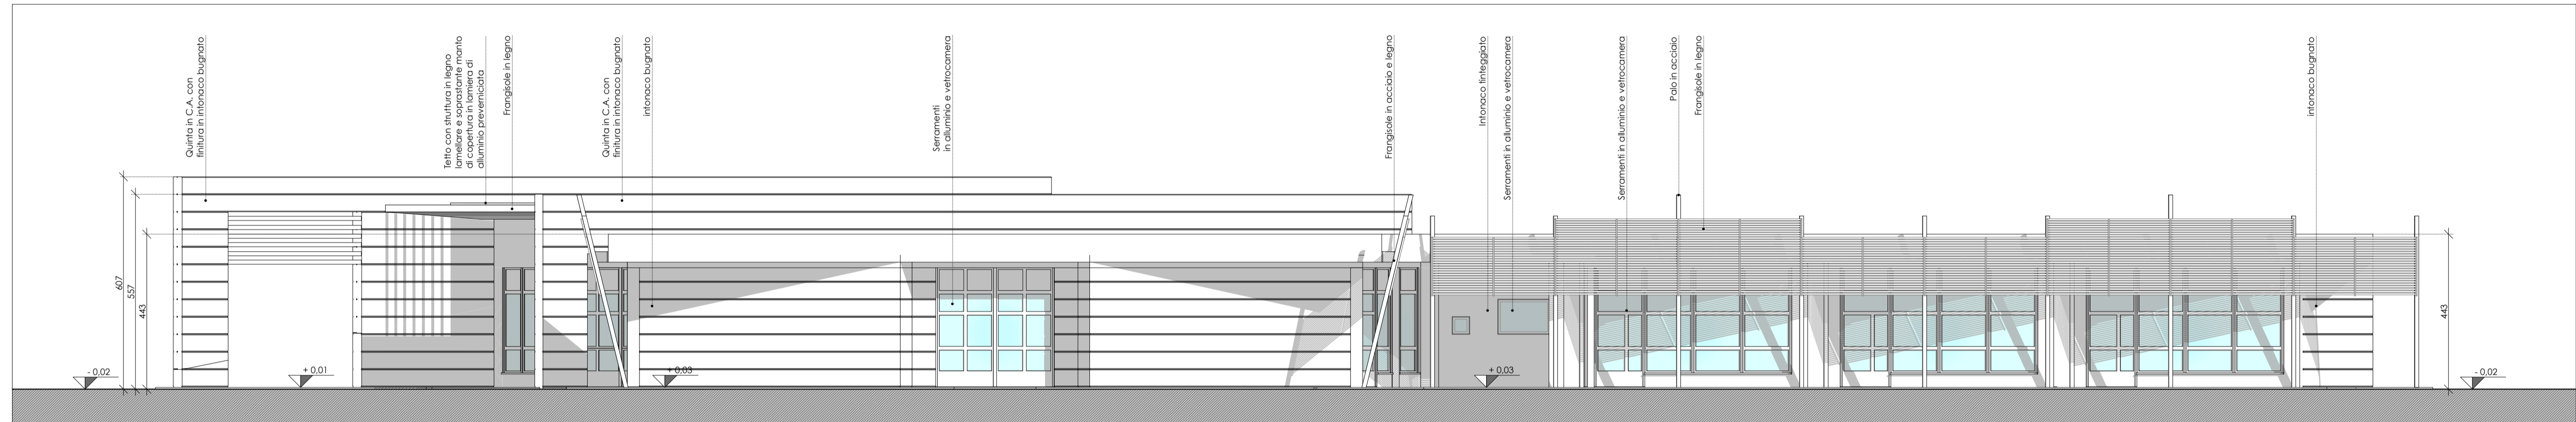 Quinta in C.A. con
finitura in intonaco bugnato
Tetto con struttura in legno
lamellare e soprastante manto
di copertura in lamiera di
alluminio preverniciata
Frangisole in legno
Quinta in C.A. con
finitura in intonaco bugnato
intonaco bugnato
Serramenti
in alluminio e vetrocamera
Frangisole in acciaio e legno
Intonaco tinteggiato
Serramenti in alluminio e vetrocamera
Serramenti in alluminio e vetrocamera
Palo in acciaio
Frangisole in legno
intonaco bugnato
607
557
443
443
- 0,02
+ 0,01
+ 0,03
+ 0,03
- 0,02